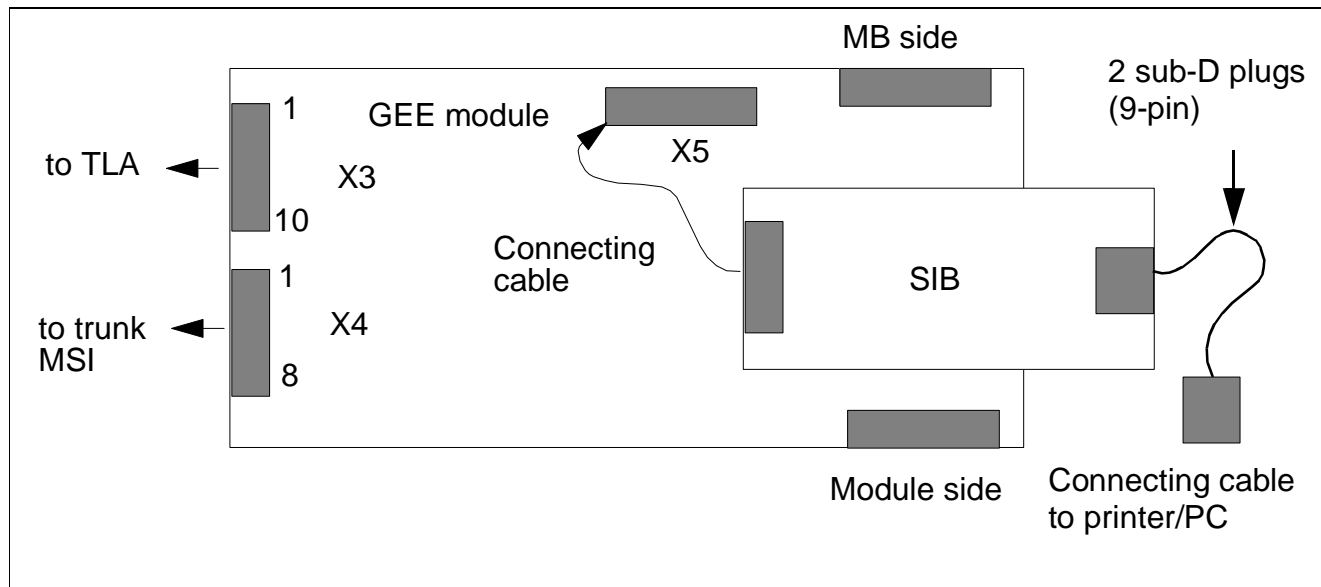 MB side
2 sub-D plugs
(9-pin)
1
GEE module
X5
to TLA
X3
10
Connecting
cable
SIB
1
to trunk
MSI
X4
8
Module side
Connecting cable
to printer/PC